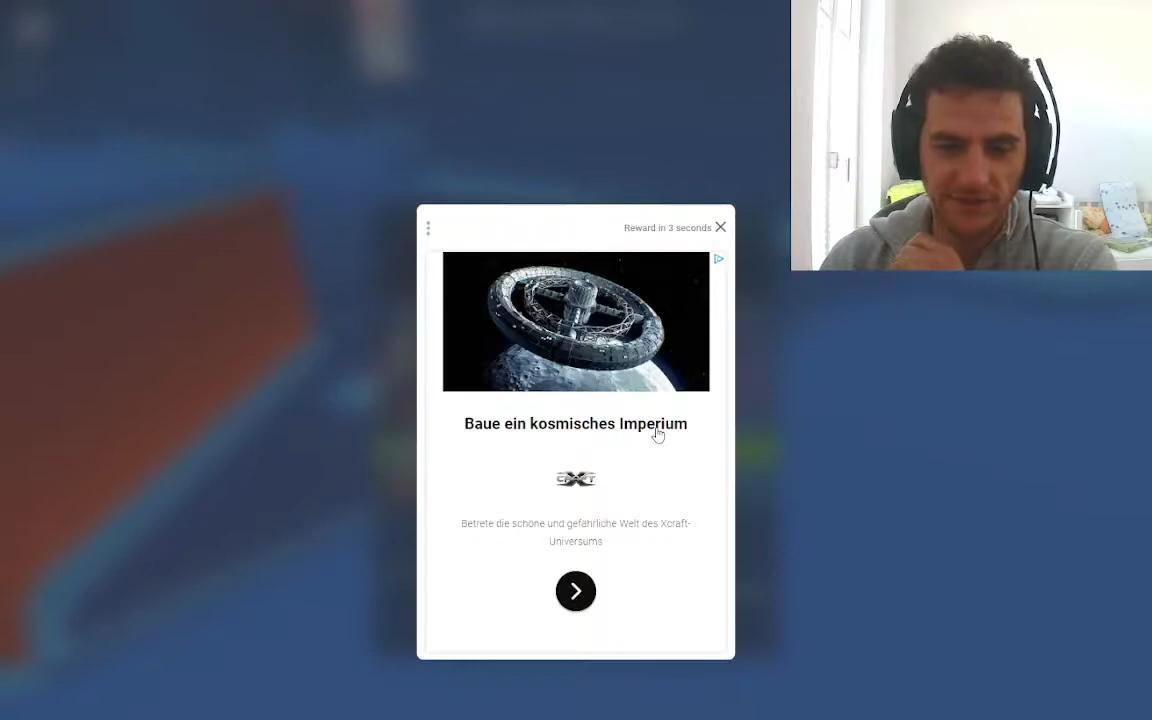 Reward in 3 seconds
Baue ein kosmisches Imperium
Betrete die schöne und gefährliche Welt des Xcraft-
Universums